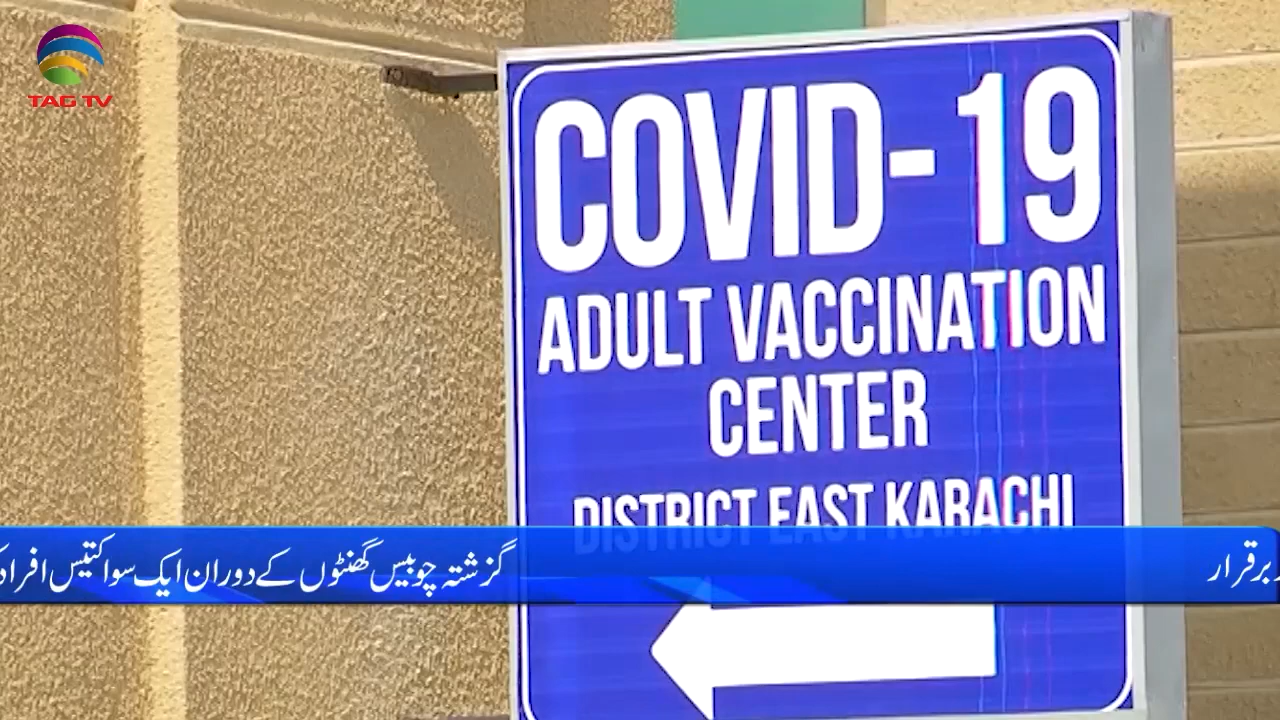 TAG TV
COVID-19
ADULT VACCINATION
CENTER
DISTRICT EAST KARACHI
برقرار
گزشتہ چوبیس گھنٹوں کے دوران ایک سو اکتیس افراد